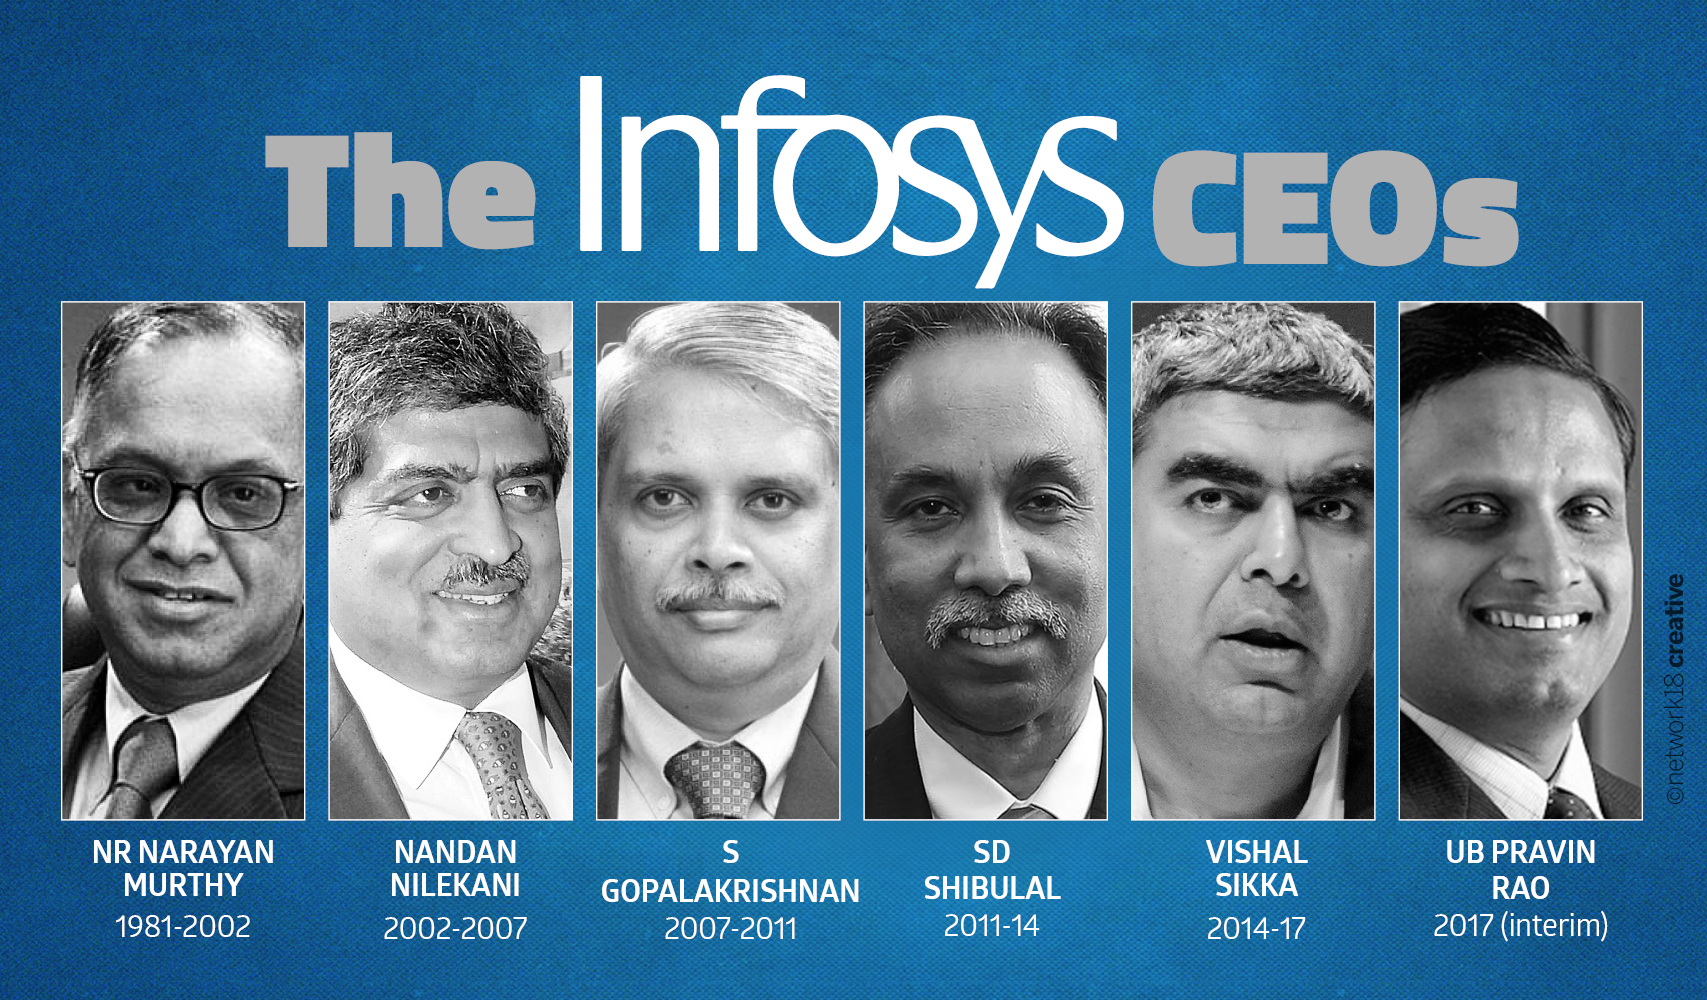 The Infosys CEOs
NR NARAYAN
MURTHY
1981-2002
NANDAN
NILEKANI
2002-2007
S
GOPALAKRISHNAN
2007-2011
SD
SHIBULAL
2011-14
VISHAL
SIKKA
2014-17
UB PRAVIN
RAO
2017 (interim)
©network18 creative